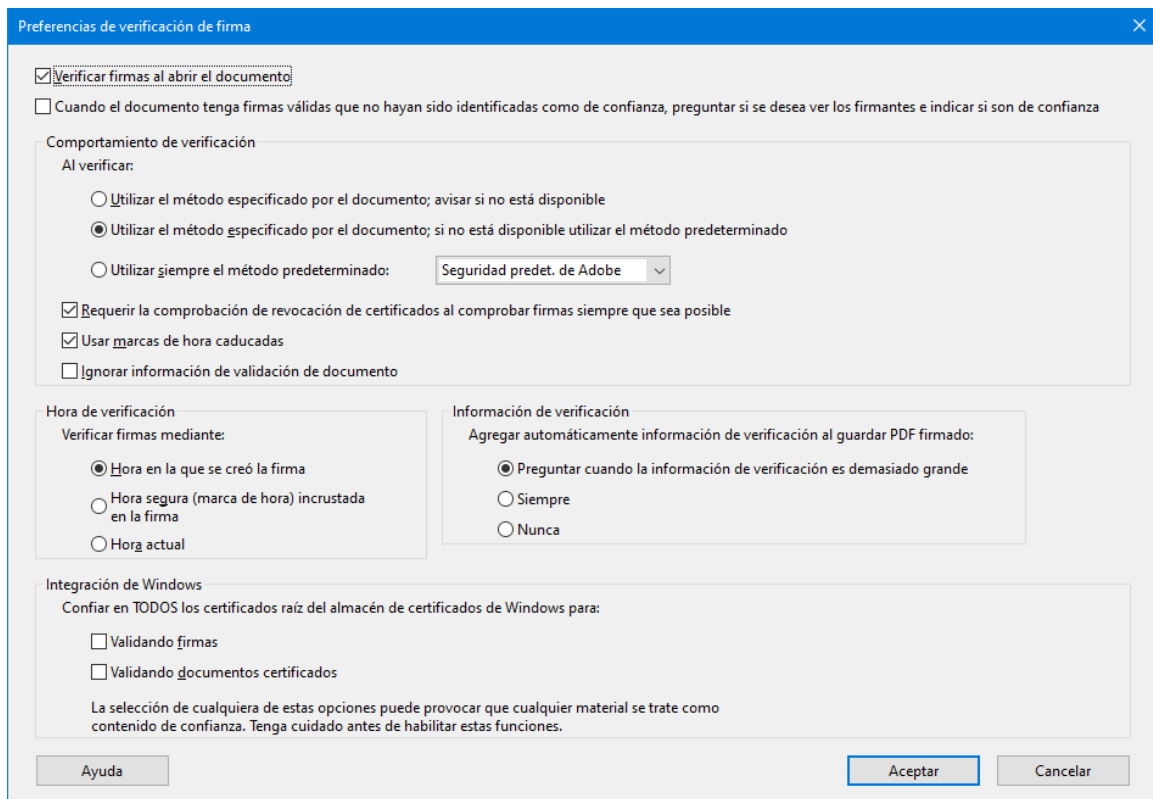 Preferencias de verificación de firma
Verificar firmas al abrir el documento
Cuando el documento tenga firmas válidas que no hayan sido identificadas como de confianza, preguntar si se desea ver los firmantes e indicar si son de confianza
Comportamiento de verificación
Al verificar:
Utilizar el método especificado por el documento; avisar si no está disponible
Utilizar el método especificado por el documento; si no está disponible utilizar el método predeterminado
Utilizar siempre el método predeterminado: Seguridad predet. de Adobe
Requerir la comprobación de revocación de certificados al comprobar firmas siempre que sea posible
Usar marcas de hora caducadas
Ignorar información de validación de documento
Hora de verificación
Verificar firmas mediante:
Hora en la que se creó la firma
Hora segura (marca de hora) incrustada
en la firma
Hora actual
Información de verificación
Agregar automáticamente información de verificación al guardar PDF firmado:
Preguntar cuando la información de verificación es demasiado grande
Siempre
Nunca
Integración de Windows
Confiar en TODOS los certificados raíz del almacén de certificados de Windows para:
Validando firmas
Validando documentos certificados
La selección de cualquiera de estas opciones puede provocar que cualquier material se trate como
contenido de confianza. Tenga cuidado antes de habilitar estas funciones.
Ayuda
Aceptar
Cancelar